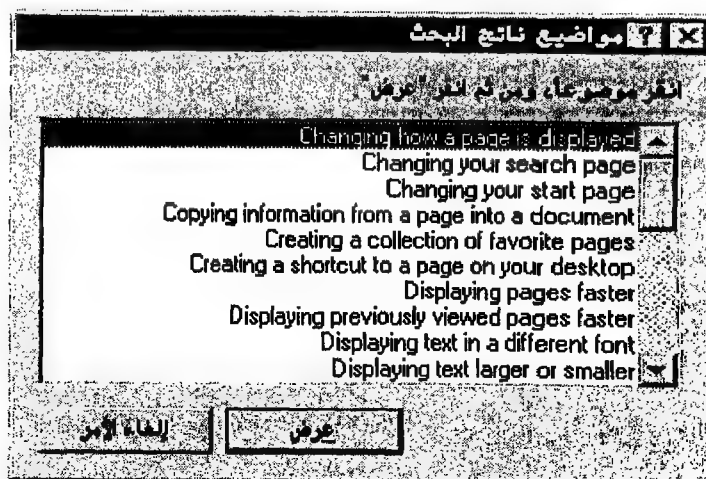 مواضيع ناتج البحث
انقر موضوعاً، ومن ثم انقر "عرض".
Changing how a page is displayed
Changing your search page
Changing your start page
Copying information from a page into a document
Creating a collection of favorite pages
Creating a shortcut to a page on your desktop
Displaying pages faster
Displaying previously viewed pages faster
Displaying text in a different font
Displaying text larger or smaller
عرض
إلغاء الأمر